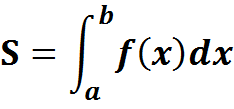 S = ∫_a^b f(x)dx